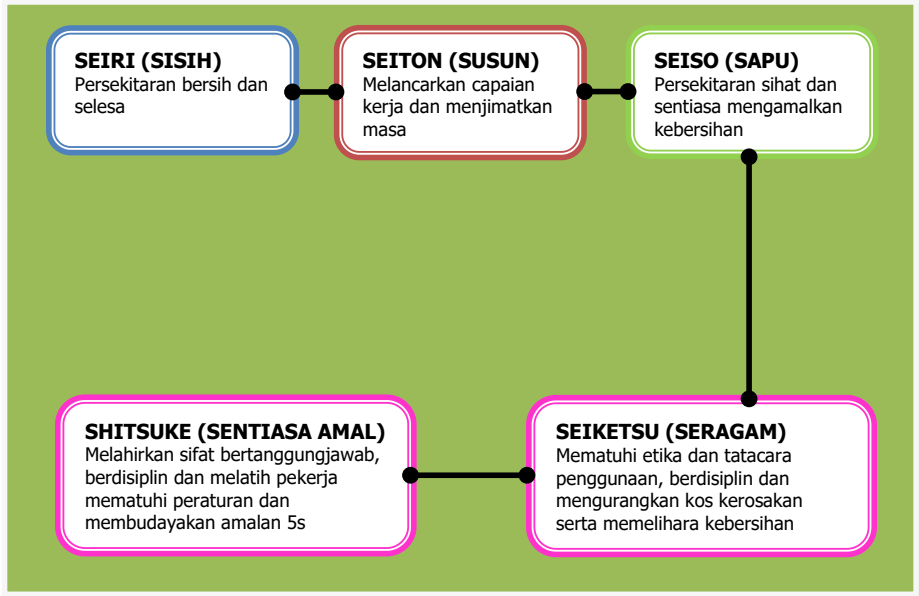 SEIRI (SISIH)
Persekitaran bersih dan
selesa
SEITON (SUSUN)
Melancarkan capaian
kerja dan menjimatkan
masa
SEISO (SAPU)
Persekitaran sihat dan
sentiasa mengamalkan
kebersihan
SEIKETSU (SERAGAM)
Mematuhi etika dan tatacara
penggunaan, berdisiplin dan
mengurangkan kos kerosakan
serta memelihara kebersihan
SHITSUKE (SENTIASA AMAL)
Melahirkan sifat bertanggungjawab,
berdisiplin dan melatih pekerja
mematuhi peraturan dan
membudayakan amalan 5s